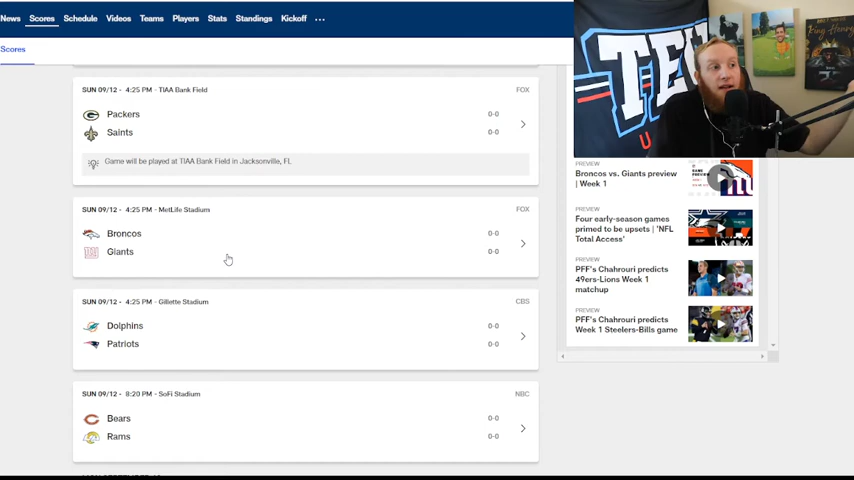 News Scores Schedule Videos Teams Players Stats Standings Kickoff ...
Scores
SUN 09/12 - 4:25 PM - TIAA Bank Field FOX
Packers 0-0
Saints 0-0
Game will be played at TIAA Bank Field in Jacksonville, FL
SUN 09/12 - 4:25 PM - MetLife Stadium FOX
Broncos 0-0
Giants 0-0
SUN 09/12 - 4:25 PM - Gillette Stadium CBS
Dolphins 0-0
Patriots 0-0
SUN 09/12 - 8:20 PM - SoFi Stadium NBC
Bears 0-0
Rams 0-0
King Henry
PREVIEW
Broncos vs. Giants preview
| Week 1
PREVIEW
Four early-season games
primed to be upsets | 'NFL
Total Access'
PREVIEW
PFF's Chahrouri predicts
49ers-Lions Week 1
matchup
PREVIEW
PFF's Chahrouri predicts
Week 1 Steelers-Bills game